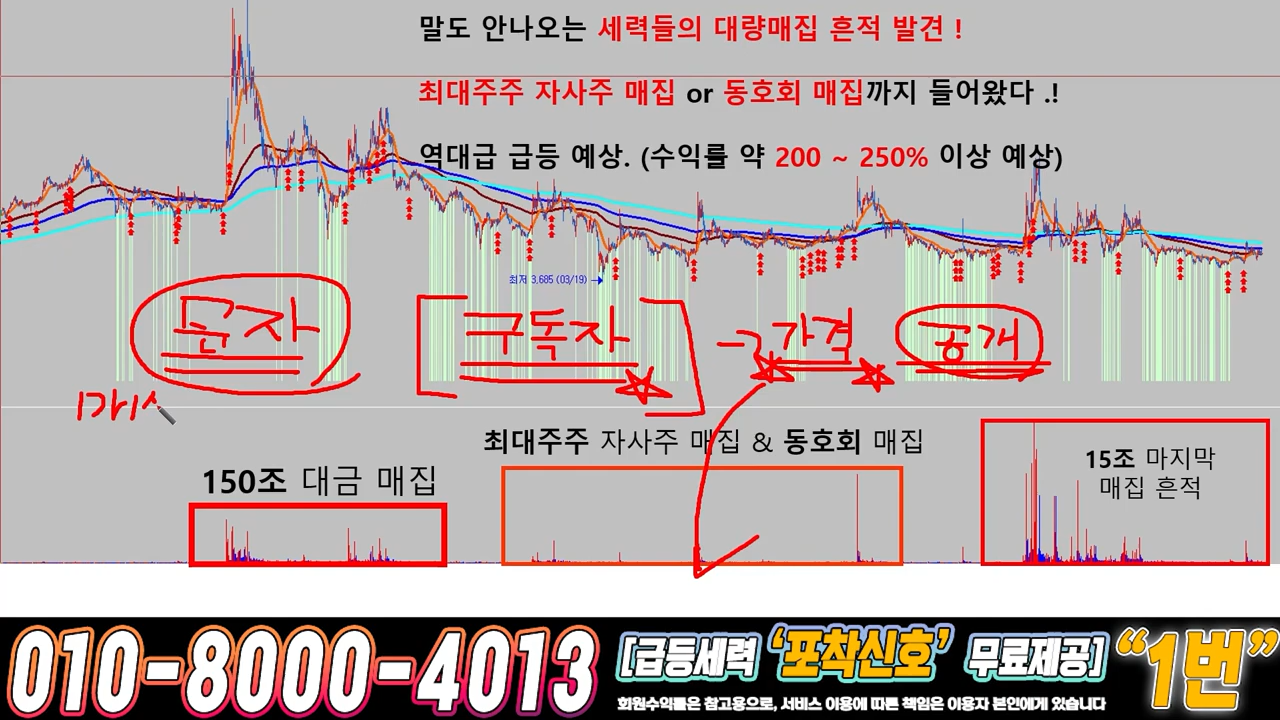 말도 안나오는 세력들의 대량매집 흔적 발견 !
최대주주 자사주 매집 or 동호회 매집까지 들어왔다 .!
역대급 급등 예상. (수익률 약 200 ~ 250% 이상 예상)
최저 3,685 (03/19)
문자
구독자
가격
공개
최대주주 자사주 매집 & 동호회 매집
150조 대금 매집
15조 마지막
매집 흔적
010-8000-4013
[급등세력 '포착신호' 무료제공] "1번"
회원수익률은 참고용으로, 서비스 이용에 따른 책임은 이용자 본인에게 있습니다